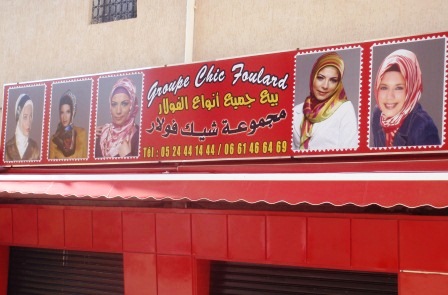 Groupe Chic Foulard
بيع جميع أنواع الفولار
مجموعة شيك فولار
Tél : 05 24 44 14 44 / 06 61 46 64 69